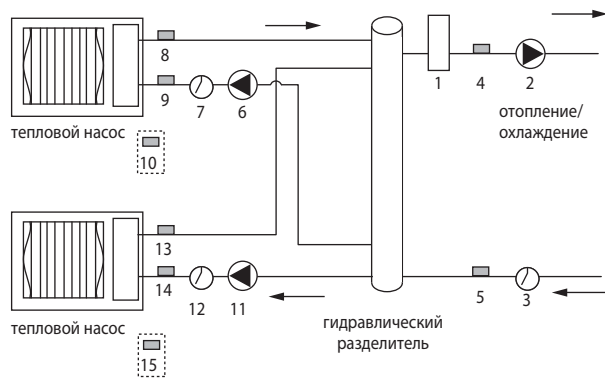 8
9
7
6
1
4
2
тепловой насос
отопление/
охлаждение
10
13
14
12
11
5
3
тепловой насос
гидравлический
разделитель
15